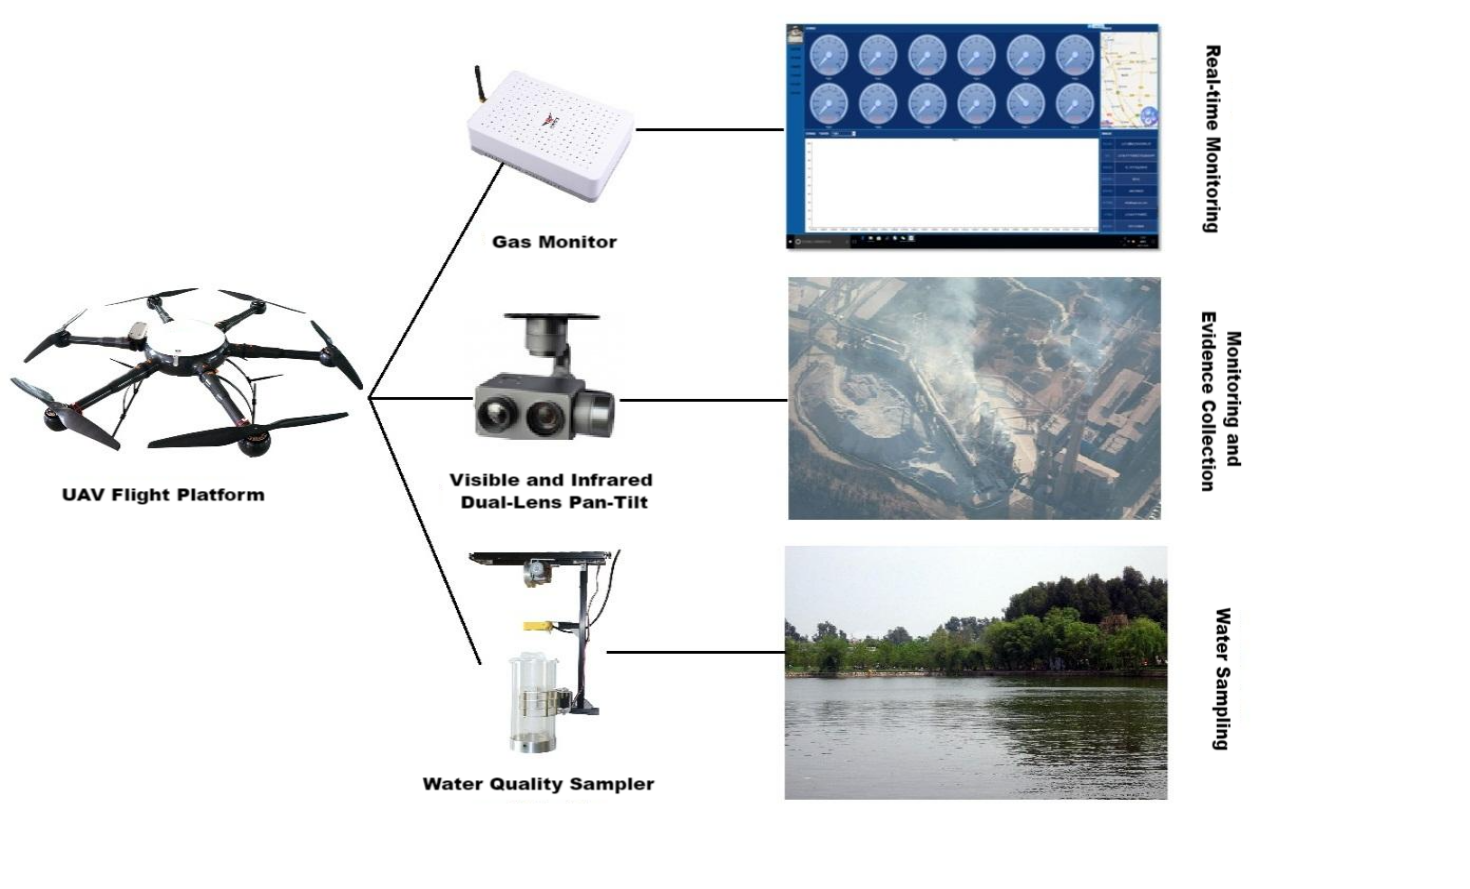 Real-time Monitoring
Gas Monitor
Monitoring and
Evidence Collection
Visible and Infrared
Dual-Lens Pan-Tilt
UAV Flight Platform
Water Sampling
Water Quality Sampler